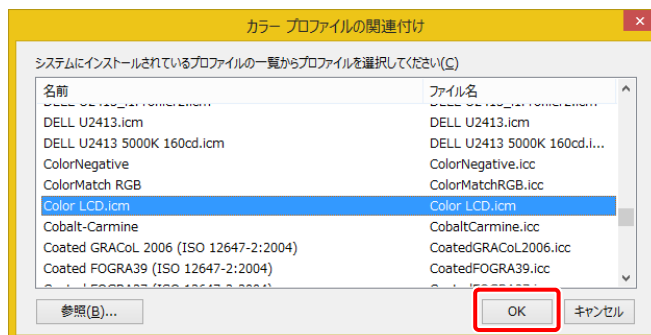 カラー プロファイルの関連付け
システムにインストールされているプロファイルの一覧からプロファイルを選択してください(C)
名前 ファイル名
DELL U2413.icm DELL U2413.icm
DELL U2413 5000K 160cd.icm DELL U2413 5000K 160cd.i...
ColorNegative ColorNegative.icc
ColorMatch RGB ColorMatchRGB.icc
Color LCD.icm Color LCD.icm
Cobalt-Carmine CobaltCarmine.icc
Coated GRACoL 2006 (ISO 12647-2:2004) CoatedGRACoL2006.icc
Coated FOGRA39 (ISO 12647-2:2004) CoatedFOGRA39.icc
参照(B)... OK キャンセル